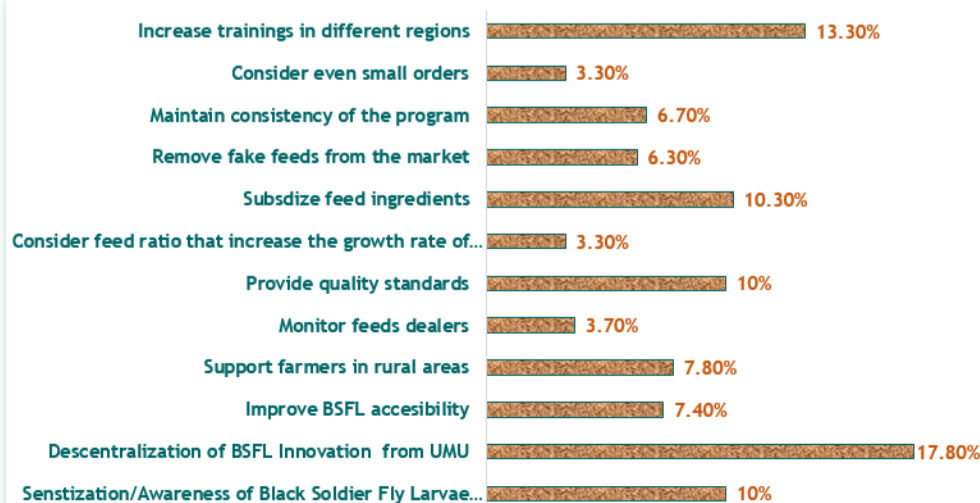 Increase trainings in different regions 13.30%
Consider even small orders 3.30%
Maintain consistency of the program 6.70%
Remove fake feeds from the market 6.30%
Subsdize feed ingredients 10.30%
Consider feed ratio that increase the growth rate of... 3.30%
Provide quality standards 10%
Monitor feeds dealers 3.70%
Support farmers in rural areas 7.80%
Improve BSFL accesibility 7.40%
Descentralization of BSFL Innovation from UMU 17.80%
Senstization/Awareness of Black Soldier Fly Larvae... 10%